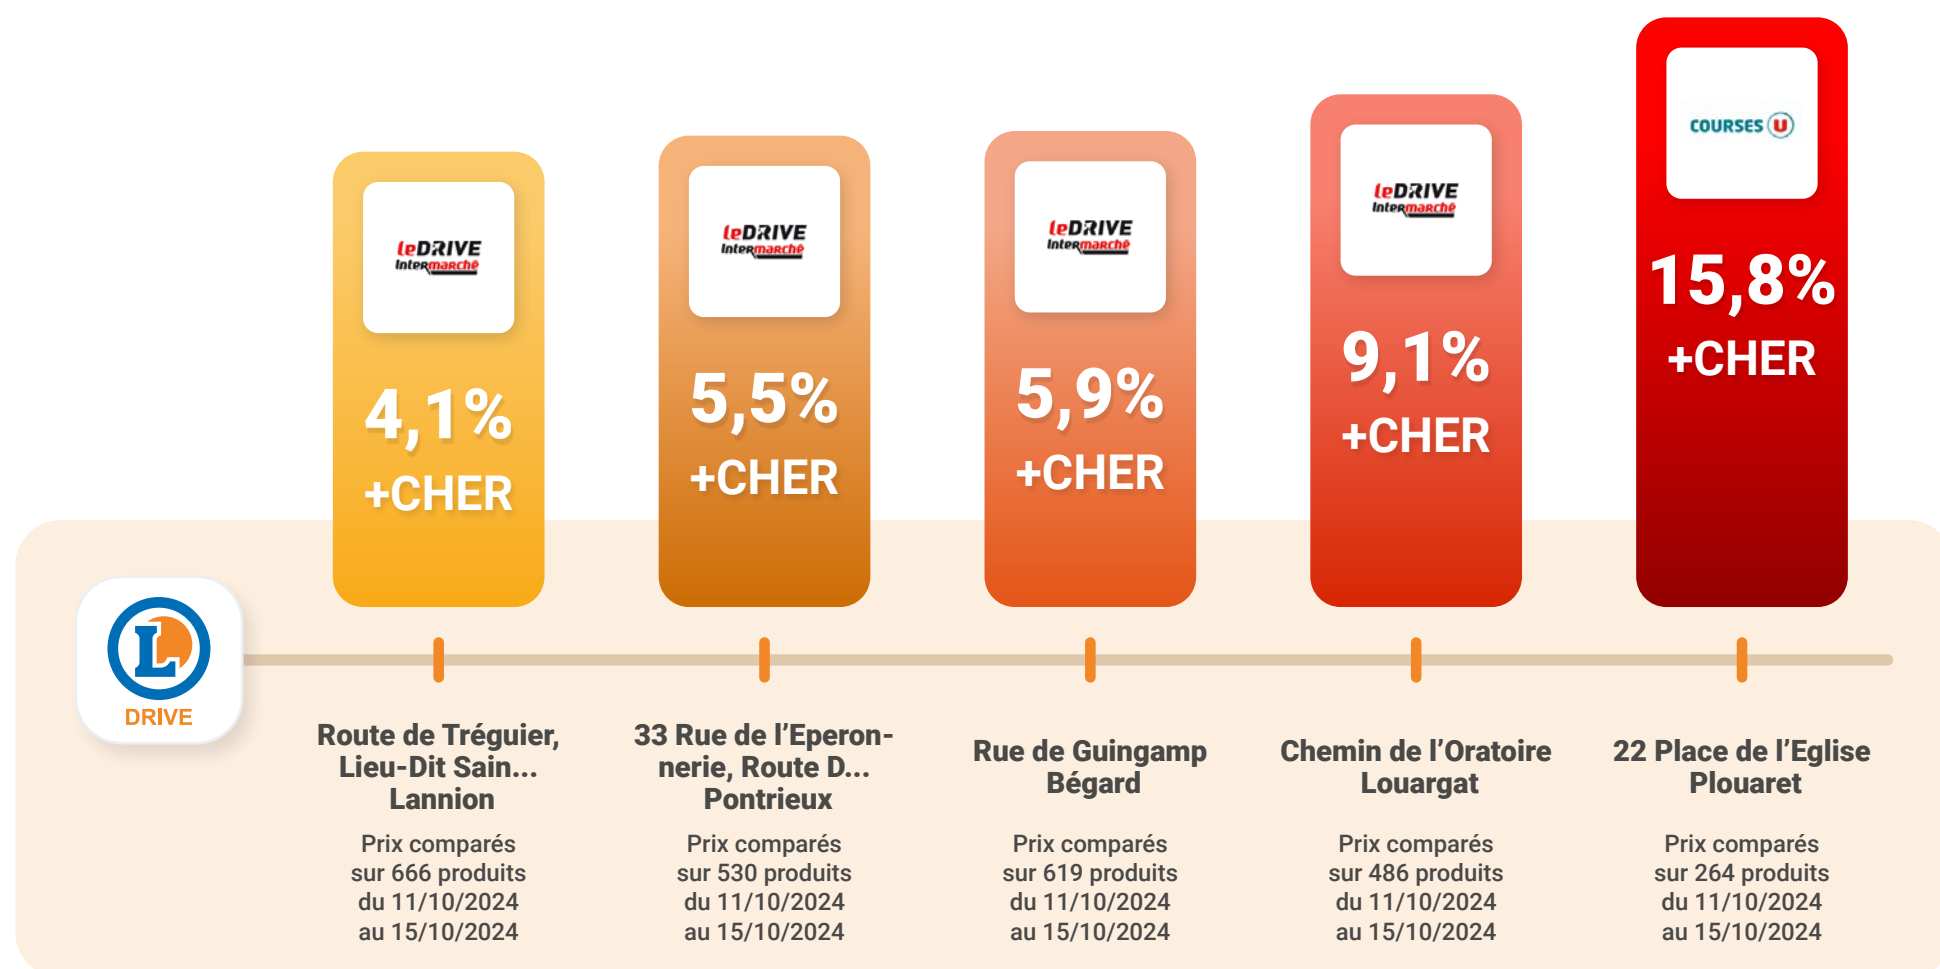 leDRIVE
Intermarché
4,1%
+CHER
leDRIVE
Intermarché
5,5%
+CHER
leDRIVE
Intermarché
5,9%
+CHER
leDRIVE
Intermarché
9,1%
+CHER
COURSES U
15,8%
+CHER
L
DRIVE
Route de Tréguier,
Lieu-Dit Sain...
Lannion
Prix comparés
sur 666 produits
du 11/10/2024
au 15/10/2024
33 Rue de l'Eperon-
nerie, Route D...
Pontrieux
Prix comparés
sur 530 produits
du 11/10/2024
au 15/10/2024
Rue de Guingamp
Bégard
Prix comparés
sur 619 produits
du 11/10/2024
au 15/10/2024
Chemin de l'Oratoire
Louargat
Prix comparés
sur 486 produits
du 11/10/2024
au 15/10/2024
22 Place de l'Eglise
Plouaret
Prix comparés
sur 264 produits
du 11/10/2024
au 15/10/2024